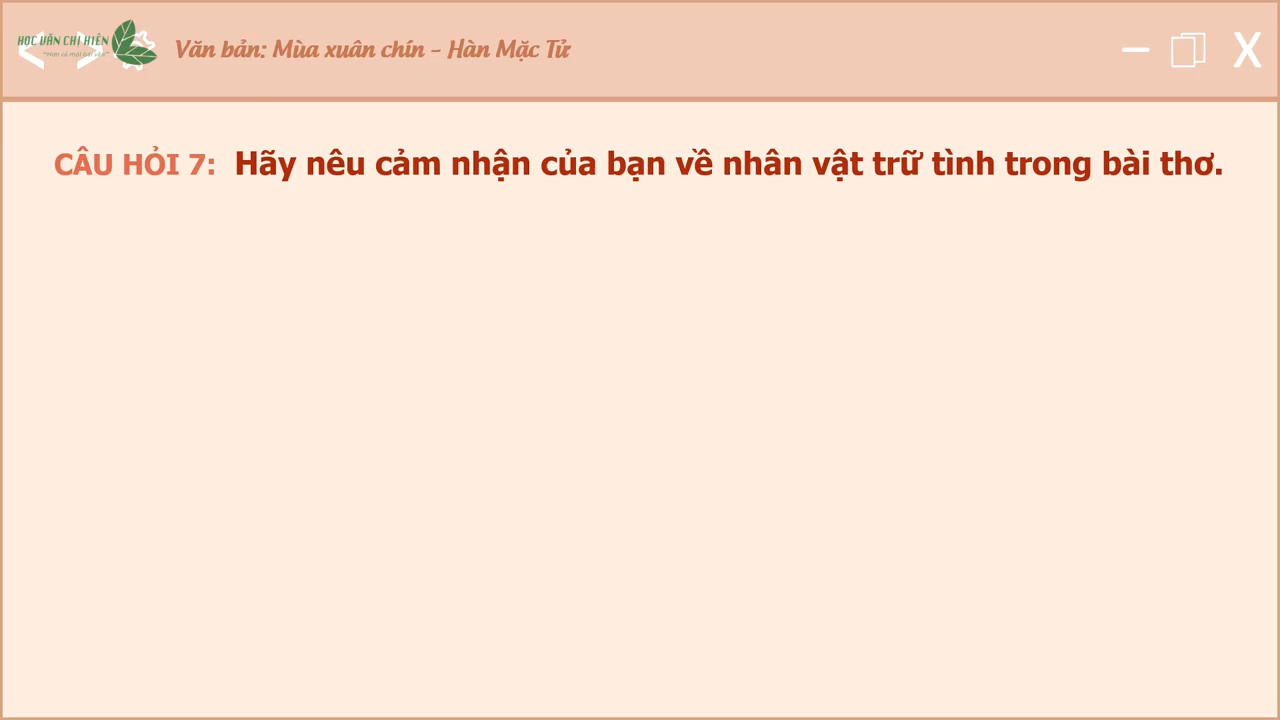 HỌC VĂN CHỊ HIÊN
Văn bản: Mùa xuân chín - Hàn Mặc Tử
X
CÂU HỎI 7: Hãy nêu cảm nhận của bạn về nhân vật trữ tình trong bài thơ.